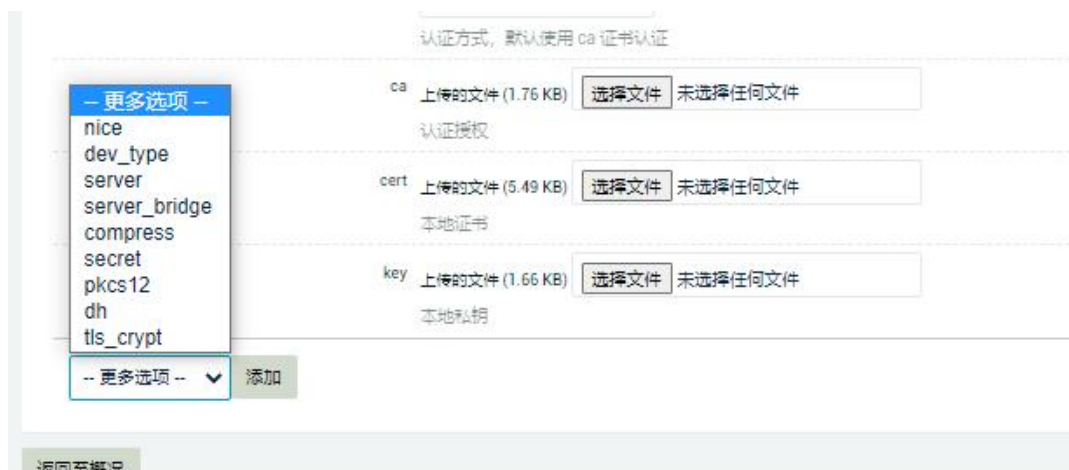 认证方式，默认使用 ca 证书认证
ca 上传的文件 (1.76 KB) 选择文件 未选择任何文件
认证授权
cert 上传的文件 (5.49 KB) 选择文件 未选择任何文件
本地证书
key 上传的文件 (1.66 KB) 选择文件 未选择任何文件
本地私钥
-- 更多选项 --
nice
dev_type
server
server_bridge
compress
secret
pkcs12
dh
tls_crypt
-- 更多选项 -- 添加
返回至概况